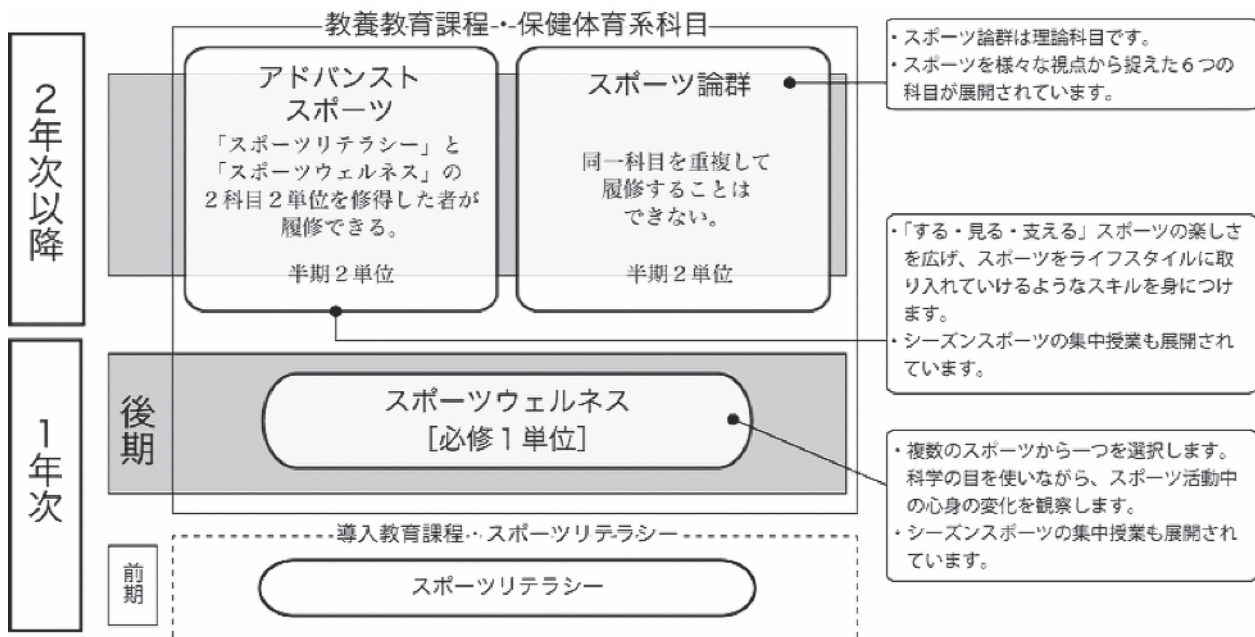 教養教育課程・・保健体育系科目
2年次以降
アドバンスト
スポーツ
「スポーツリテラシー」と
「スポーツウェルネス」の
2科目2単位を修得した者が
履修できる。
半期2単位
スポーツ論群
同一科目を重複して
履修することは
できない。
半期2単位
・スポーツ論群は理論科目です。
・スポーツを様々な視点から捉えた6つの
科目が展開されています。
・「する・見る・支える」スポーツの楽しさ
を広げ、スポーツをライフスタイルに取
り入れていけるようなスキルを身につけ
ます。
・シーズンスポーツの集中授業も展開され
ています。
1年次
後期
スポーツウェルネス
［必修1単位］
・複数のスポーツから一つを選択します。
科学の目を使いながら、スポーツ活動中
の心身の変化を観察します。
・シーズンスポーツの集中授業も展開され
ています。
導入教育課程・・スポーツリテラシー
前期
スポーツリテラシー